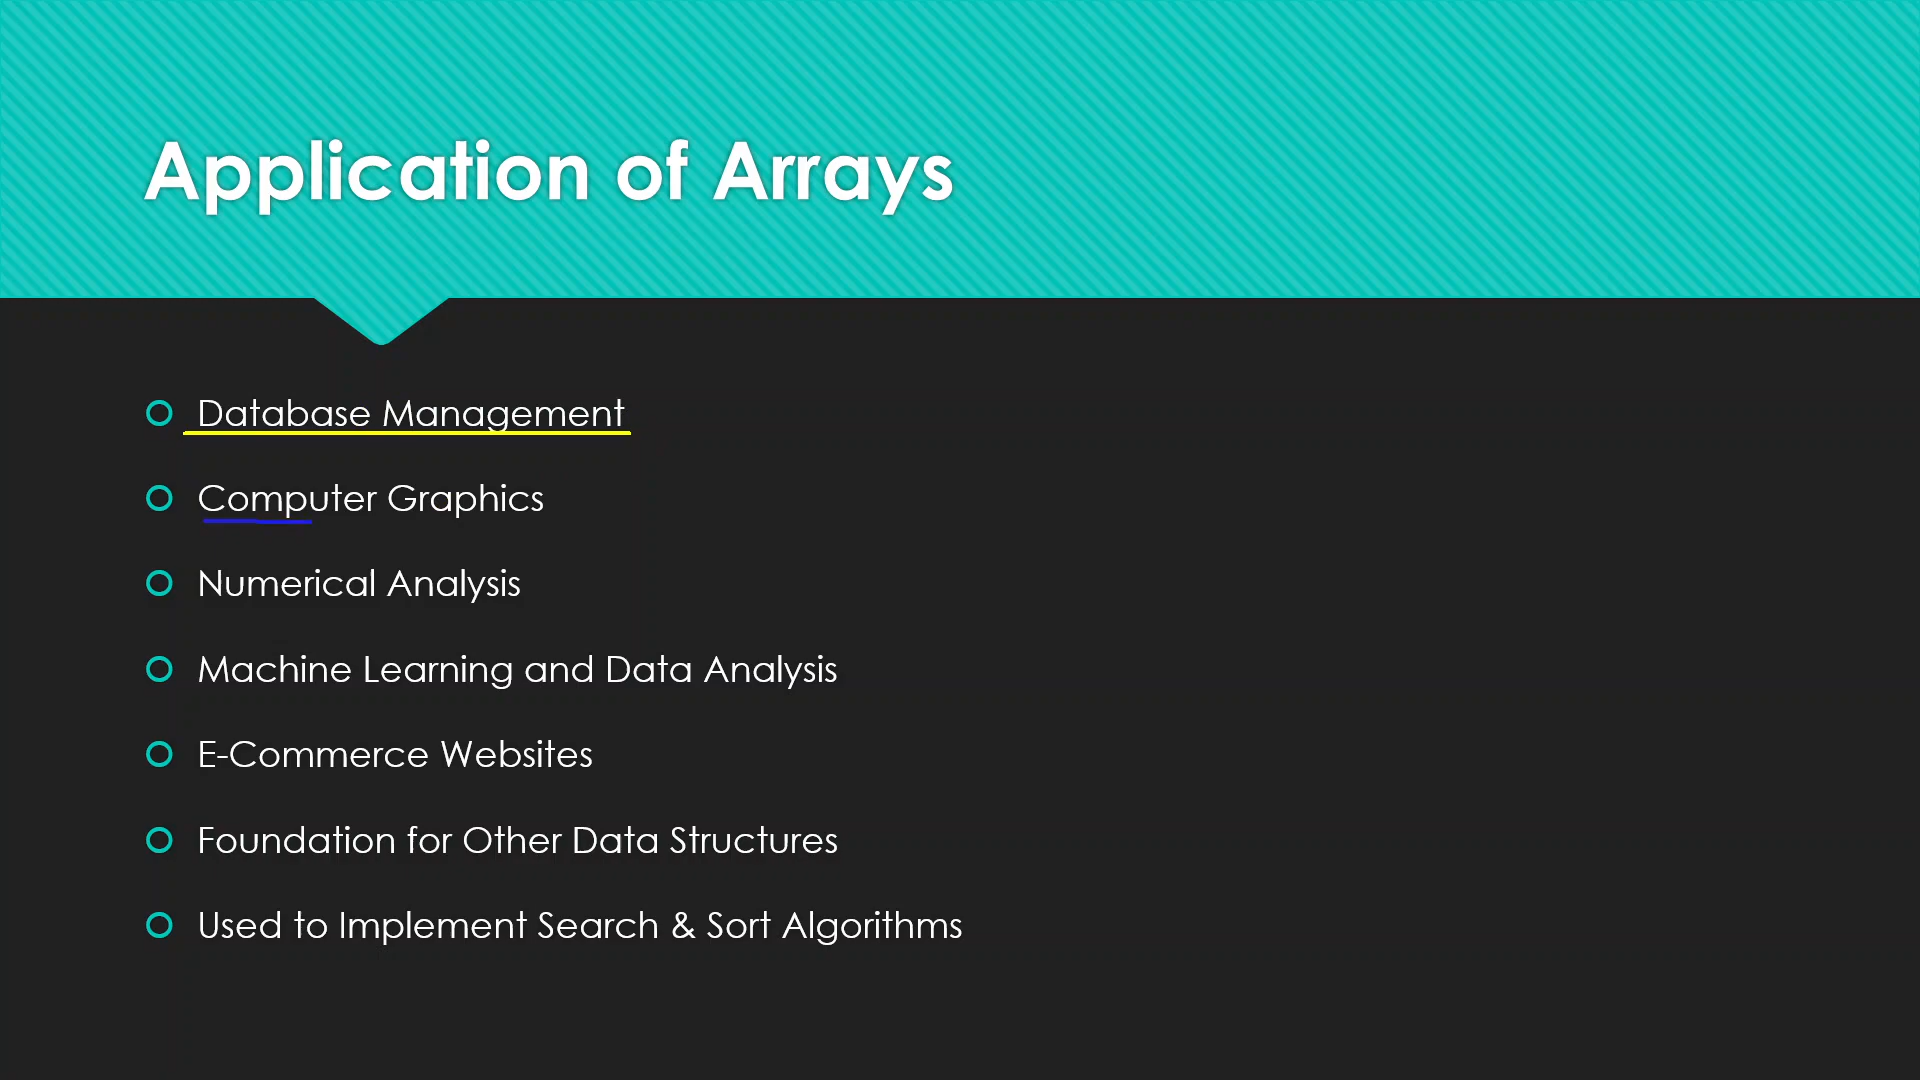 Application of Arrays
Database Management
Computer Graphics
Numerical Analysis
Machine Learning and Data Analysis
E-Commerce Websites
Foundation for Other Data Structures
Used to Implement Search & Sort Algorithms